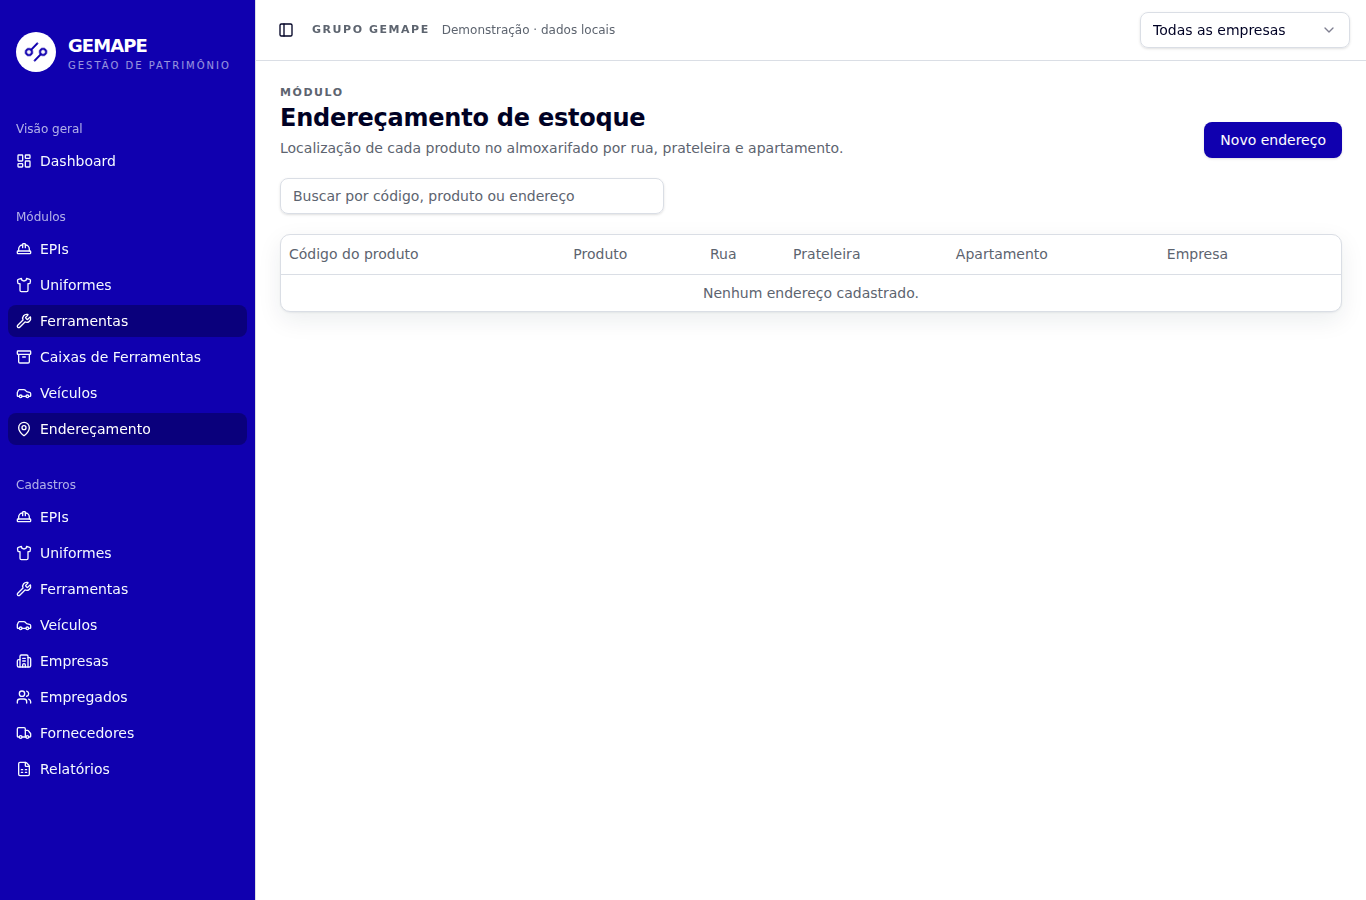 GEMAPE
GESTÃO DE PATRIMÔNIO
Visão geral
Dashboard
Módulos
EPIs
Uniformes
Ferramentas
Caixas de Ferramentas
Veículos
Endereçamento
Cadastros
EPIs
Uniformes
Ferramentas
Veículos
Empresas
Empregados
Fornecedores
Relatórios
GRUPO GEMAPE Demonstração · dados locais
Todas as empresas
MÓDULO
Endereçamento de estoque
Localização de cada produto no almoxarifado por rua, prateleira e apartamento.
Novo endereço
Buscar por código, produto ou endereço
Código do produto Produto Rua Prateleira Apartamento Empresa
Nenhum endereço cadastrado.